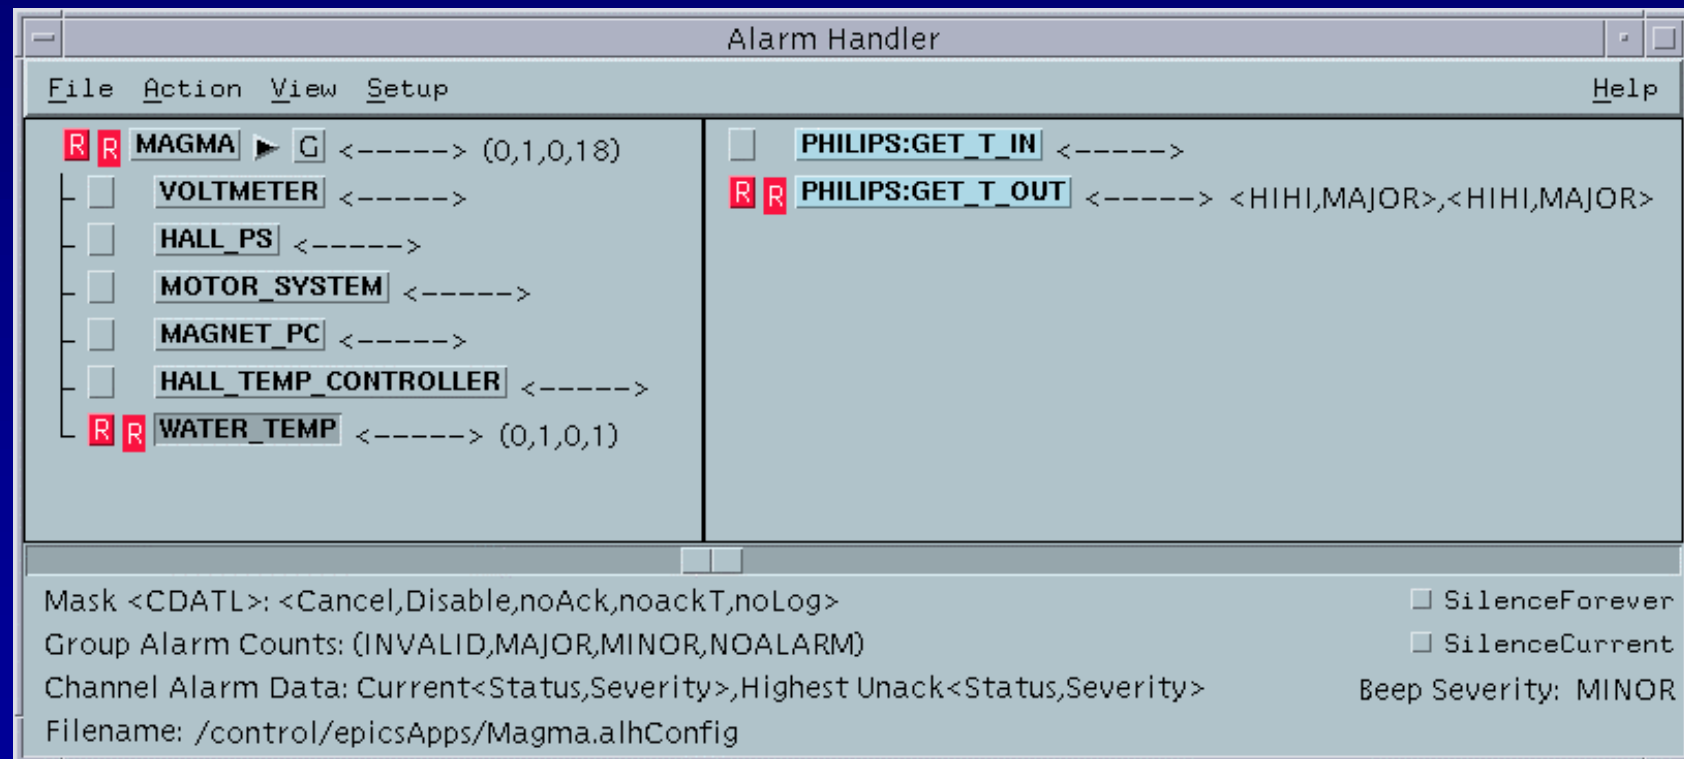 Alarm Handler
File Action View Setup Help
R R MAGMA G <-----> (0,1,0,18)
VOLTMETER <----->
HALL_PS <----->
MOTOR_SYSTEM <----->
MAGNET_PC <----->
HALL_TEMP_CONTROLLER <----->
R R WATER_TEMP <-----> (0,1,0,1)
PHILIPS:GET_T_IN <----->
R R PHILIPS:GET_T_OUT <-----> <HIHI,MAJOR>,<HIHI,MAJOR>
Mask <CDATL>: <Cancel,Disable,noAck,noackT,noLog>
SilenceForever
Group Alarm Counts: (INVALID,MAJOR,MINOR,NOALARM)
SilenceCurrent
Channel Alarm Data: Current<Status,Severity>,Highest Unack<Status,Severity>
Beep Severity: MINOR
Filename: /control/epicsApps/Magma.alhConfig